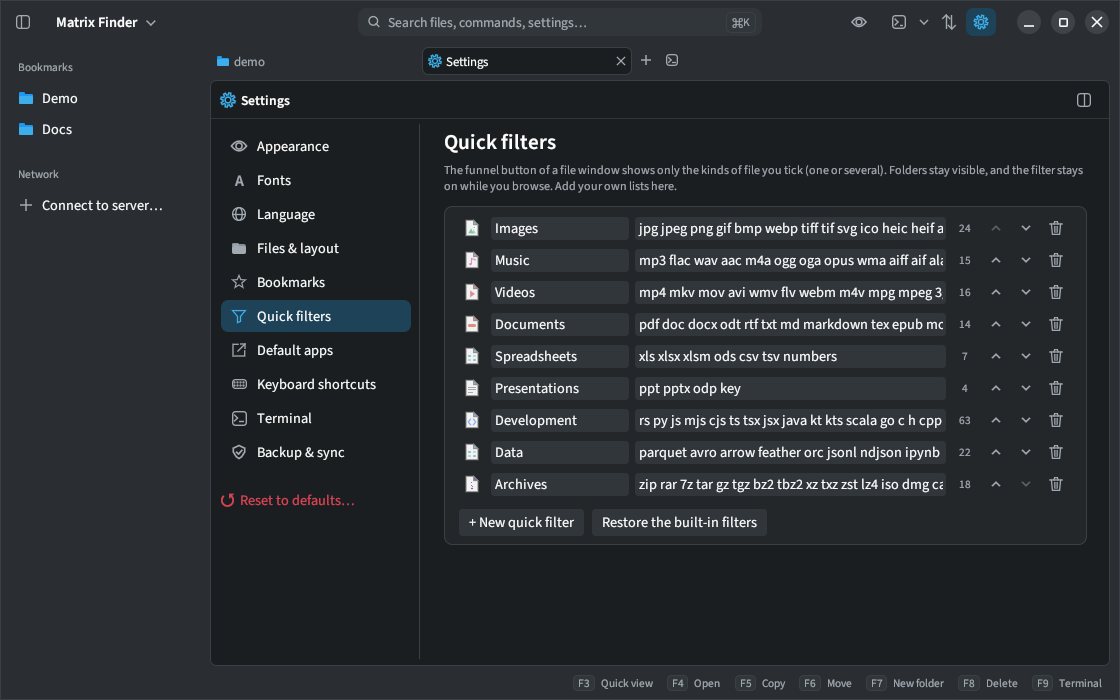 Matrix Finder
Search files, commands, settings…
⌘K
Bookmarks
Demo
Docs
Network
Connect to server…
demo
Settings
Settings
Appearance
Fonts
Language
Files & layout
Bookmarks
Quick filters
Default apps
Keyboard shortcuts
Terminal
Backup & sync
Reset to defaults…
Quick filters
The funnel button of a file window shows only the kinds of file you tick (one or several). Folders stay visible, and the filter stays
on while you browse. Add your own lists here.
Images jpg jpeg png gif bmp webp tiff tif svg ico heic heif a 24
Music mp3 flac wav aac m4a ogg oga opus wma aiff aif ala 15
Videos mp4 mkv mov avi wmv flv webm m4v mpg mpeg 3 16
Documents pdf doc docx odt rtf txt md markdown tex epub mo 14
Spreadsheets xls xlsx xlsm ods csv tsv numbers 7
Presentations ppt pptx odp key 4
Development rs py js mjs cjs ts tsx jsx java kt kts scala go c h cpp 63
Data parquet avro arrow feather orc jsonl ndjson ipynb 22
Archives zip rar 7z tar gz tgz bz2 tbz2 xz txz zst lz4 iso dmg ca 18
+ New quick filter
Restore the built-in filters
F3 Quick view F4 Open F5 Copy F6 Move F7 New folder F8 Delete F9 Terminal